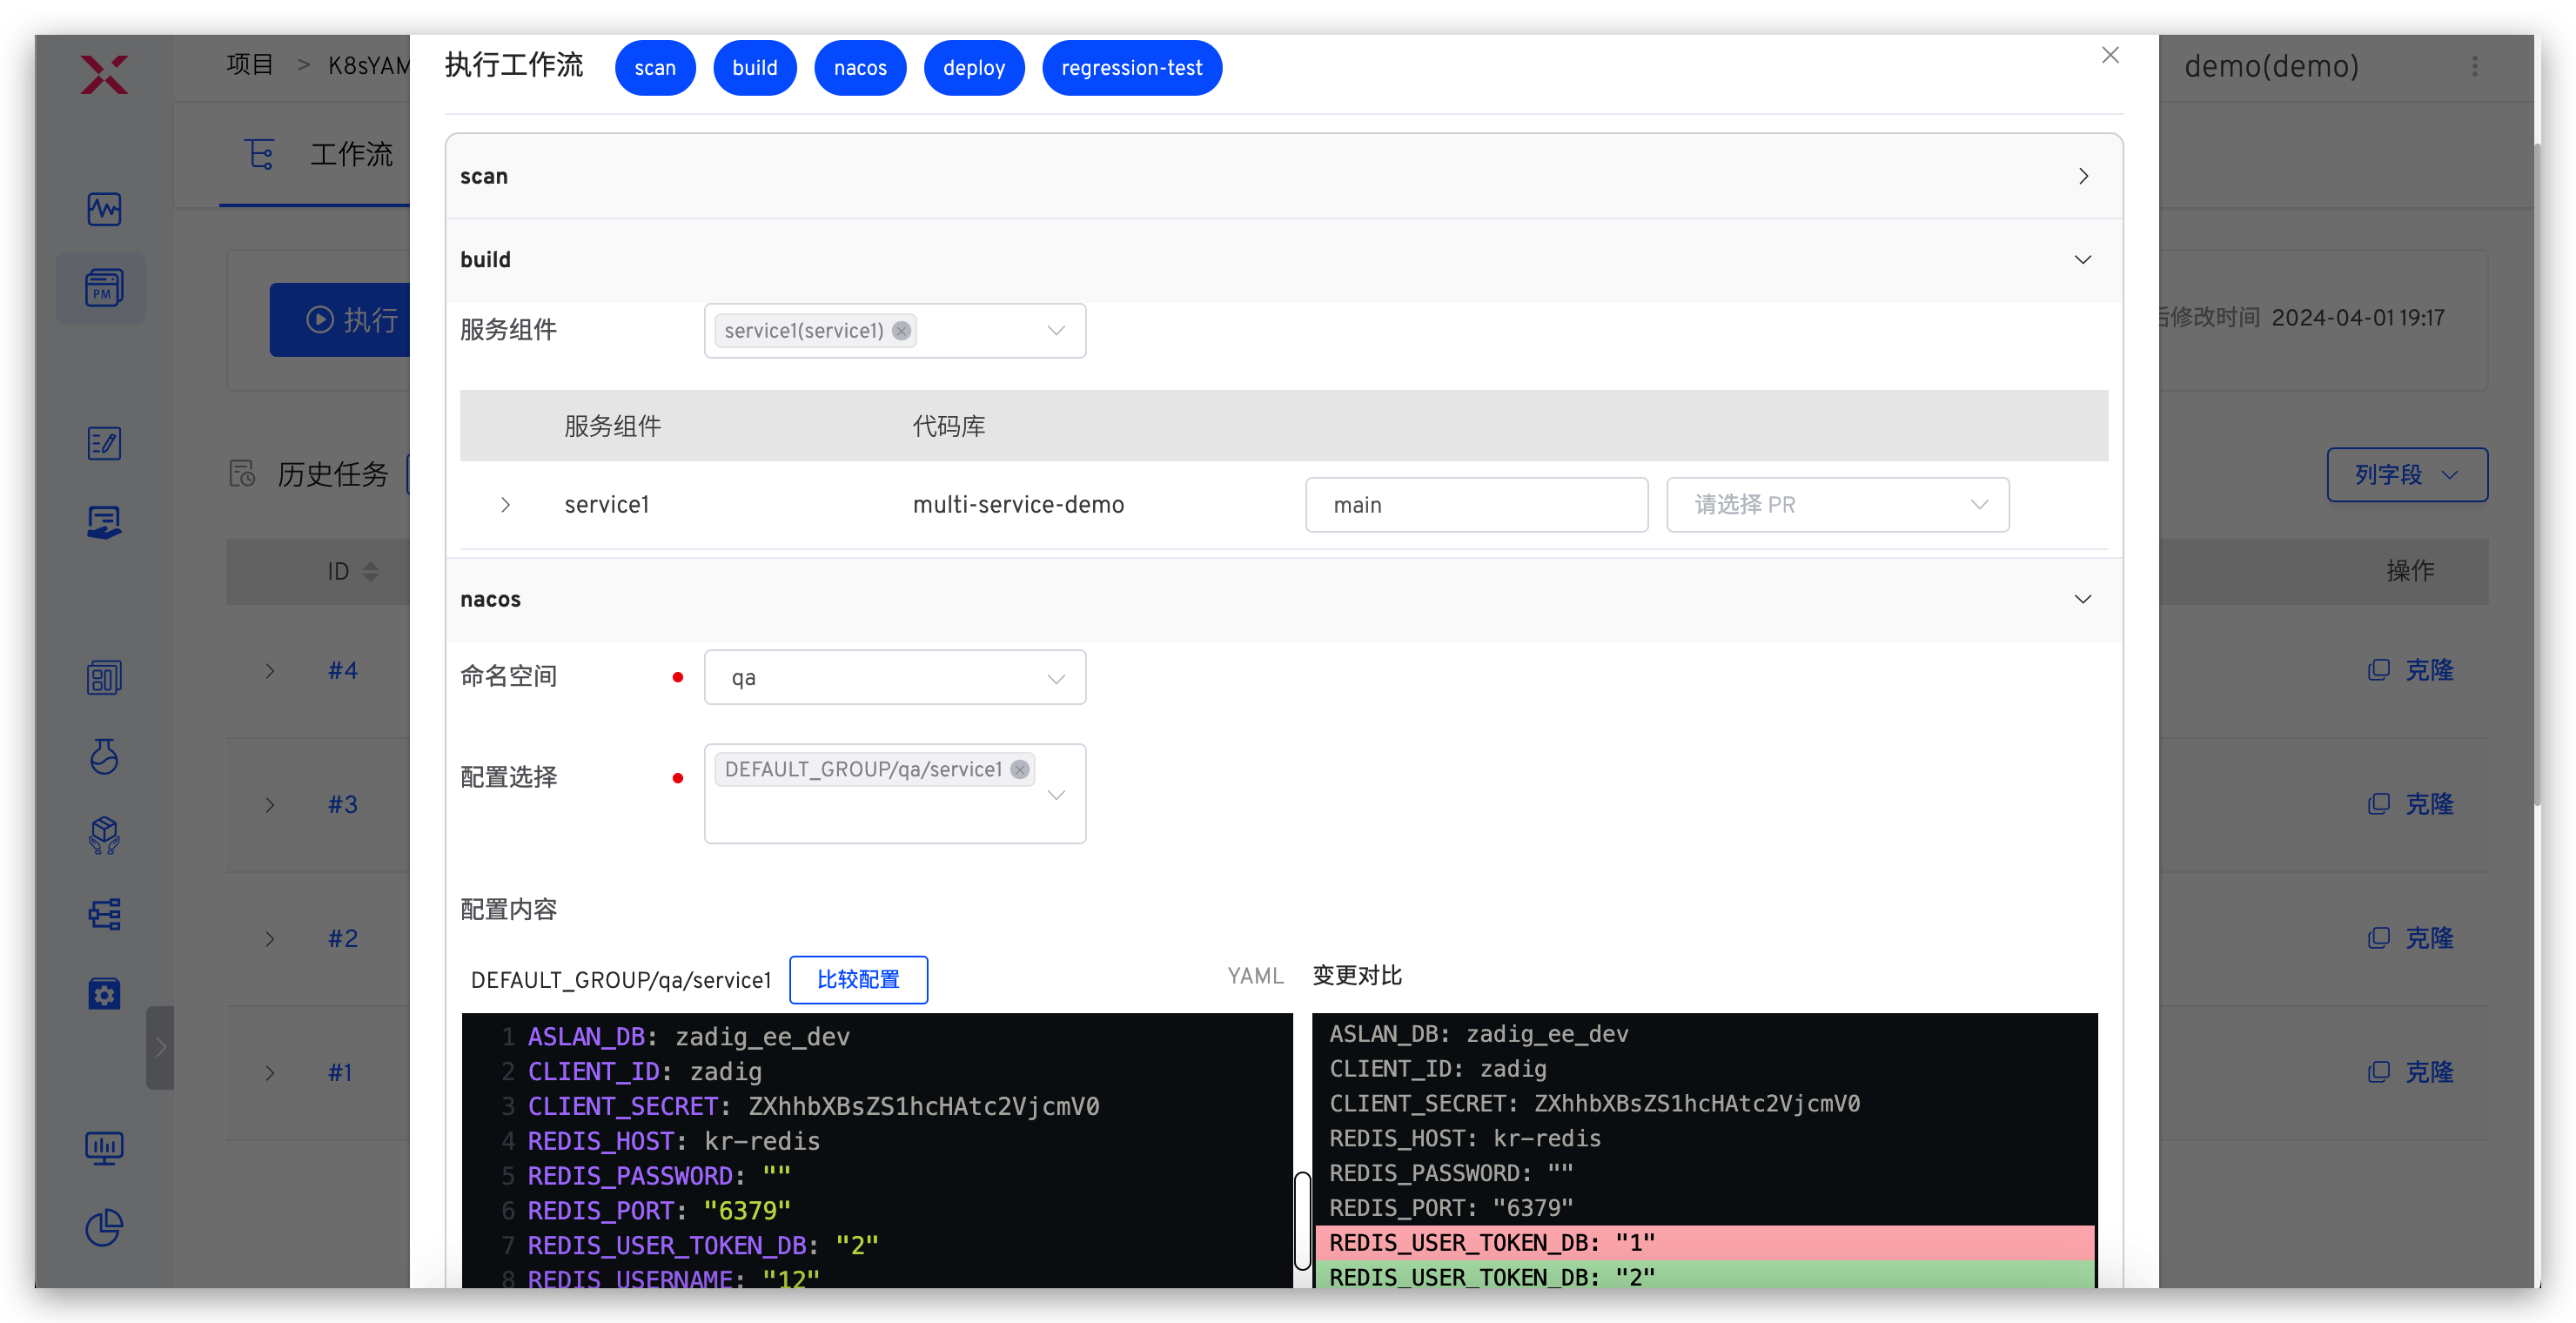 项目 > K8sYAM
demo(demo)
工作流
PM
执行
后修改时间 2024-04-01 19:17
历史任务
列字段
ID
操作
#4 克隆
#3 克隆
#2 克隆
#1 克隆
执行工作流 scan build nacos deploy regression-test
scan
build
服务组件 service1(service1)
服务组件 代码库
service1 multi-service-demo main 请选择 PR
nacos
命名空间 qa
配置选择 DEFAULT_GROUP/qa/service1
配置内容
DEFAULT_GROUP/qa/service1 比较配置 YAML
1 ASLAN_DB: zadig_ee_dev
2 CLIENT_ID: zadig
3 CLIENT_SECRET: ZXhhbXBsZS1hcHAtc2VjcmV0
4 REDIS_HOST: kr-redis
5 REDIS_PASSWORD: ""
6 REDIS_PORT: "6379"
7 REDIS_USER_TOKEN_DB: "2"
8 REDIS_USERNAME: "12"
变更对比
ASLAN_DB: zadig_ee_dev
CLIENT_ID: zadig
CLIENT_SECRET: ZXhhbXBsZS1hcHAtc2VjcmV0
REDIS_HOST: kr-redis
REDIS_PASSWORD: ""
REDIS_PORT: "6379"
REDIS_USER_TOKEN_DB: "1"
REDIS_USER_TOKEN_DB: "2"